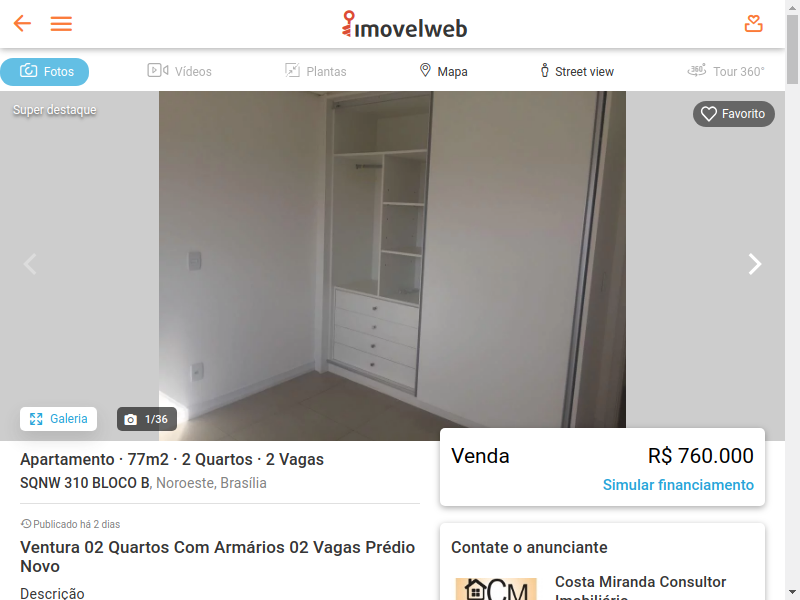 imovelweb
Fotos
Vídeos
Plantas
Mapa
Street view
360°
Tour 360°
Super destaque
Favorito
Galeria
1/36
Apartamento · 77m2 · 2 Quartos · 2 Vagas
SQNW 310 BLOCO B, Noroeste, Brasília
Venda
R$ 760.000
Simular financiamento
Publicado há 2 dias
Ventura 02 Quartos Com Armários 02 Vagas Prédio
Novo
Descrição
Contate o anunciante
CM
Costa Miranda Consultor
Imobiliário